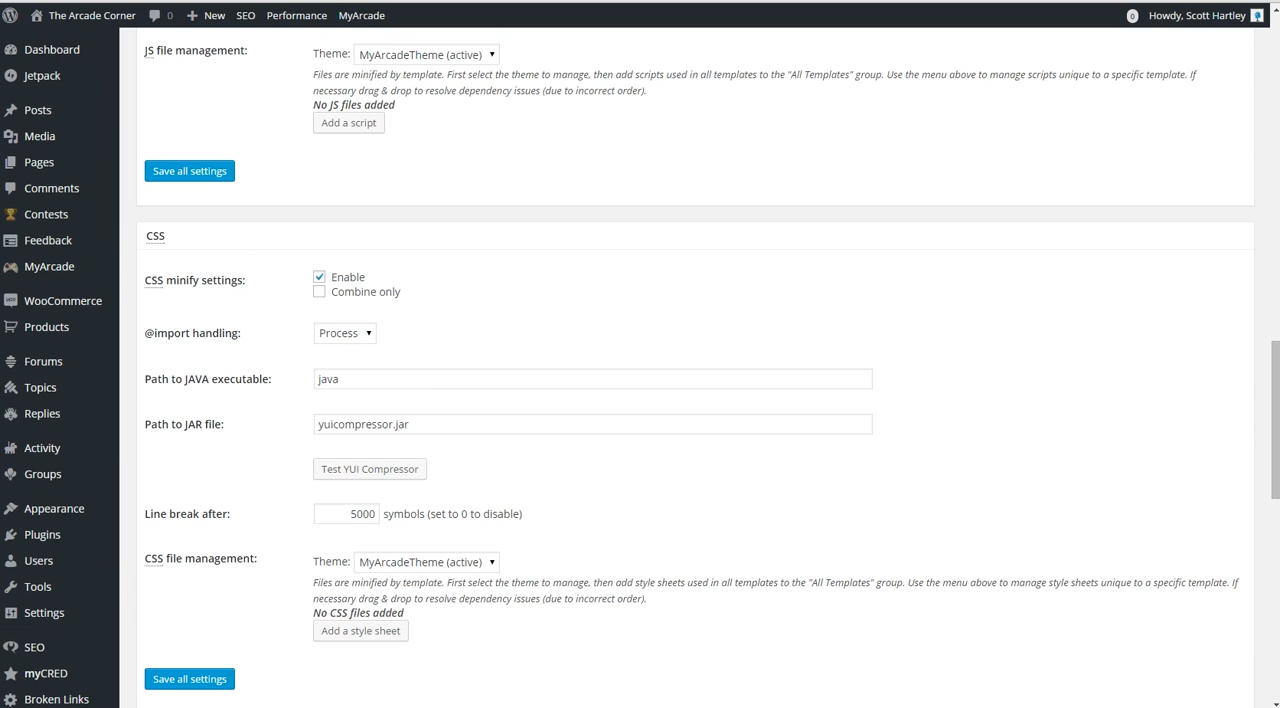 The Arcade Corner 0 + New SEO Performance MyArcade 0 Howdy, Scott Hartley
Dashboard
Jetpack
Posts
Media
Pages
Comments
Contests
Feedback
MyArcade
WooCommerce
Products
Forums
Topics
Replies
Activity
Groups
Appearance
Plugins
Users
Tools
Settings
SEO
myCRED
Broken Links
JS file management: Theme: MyArcadeTheme (active)
Files are minified by template. First select the theme to manage, then add scripts used in all templates to the "All Templates" group. Use the menu above to manage scripts unique to a specific template. If
necessary drag & drop to resolve dependency issues (due to incorrect order).
No JS files added
Add a script
Save all settings
CSS
CSS minify settings: Enable
Combine only
@import handling: Process
Path to JAVA executable: java
Path to JAR file: yuicompressor.jar
Test YUI Compressor
Line break after: 5000 symbols (set to 0 to disable)
CSS file management: Theme: MyArcadeTheme (active)
Files are minified by template. First select the theme to manage, then add style sheets used in all templates to the "All Templates" group. Use the menu above to manage style sheets unique to a specific template. If
necessary drag & drop to resolve dependency issues (due to incorrect order).
No CSS files added
Add a style sheet
Save all settings